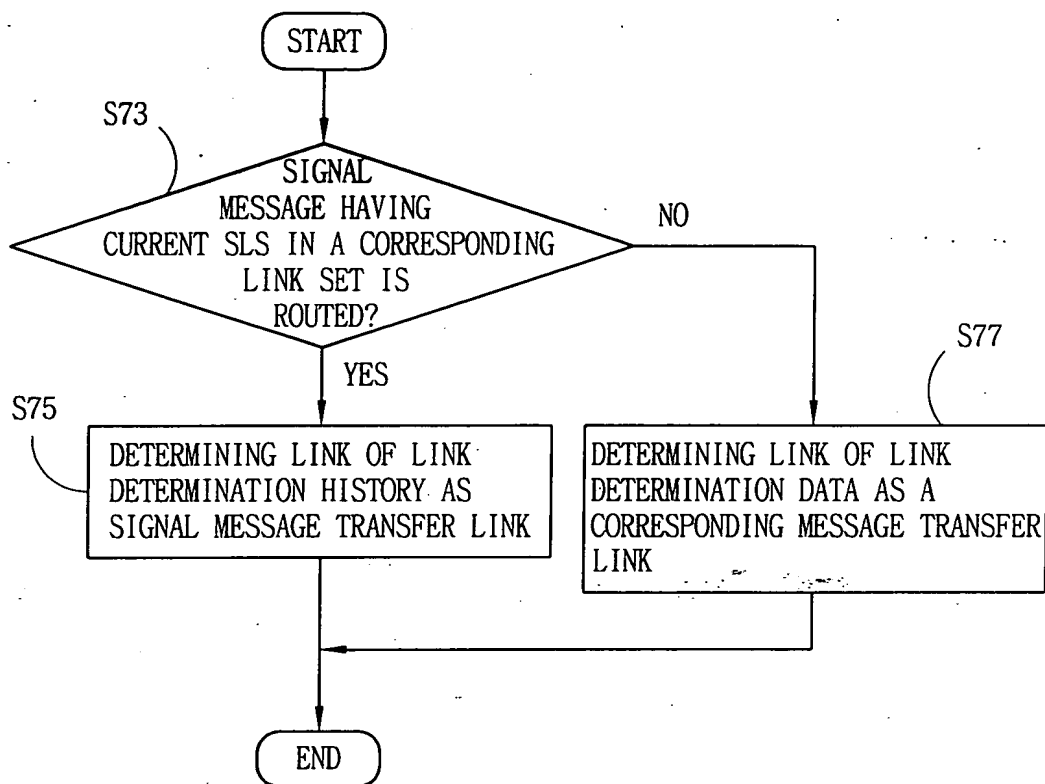 START
S73
SIGNAL
MESSAGE HAVING
CURRENT SLS IN A CORRESPONDING
LINK SET IS
ROUTED?
NO
YES
S77
S75
DETERMINING LINK OF LINK
DETERMINATION HISTORY AS
SIGNAL MESSAGE TRANSFER LINK
DETERMINING LINK OF LINK
DETERMINATION DATA AS A
CORRESPONDING MESSAGE TRANSFER
LINK
END